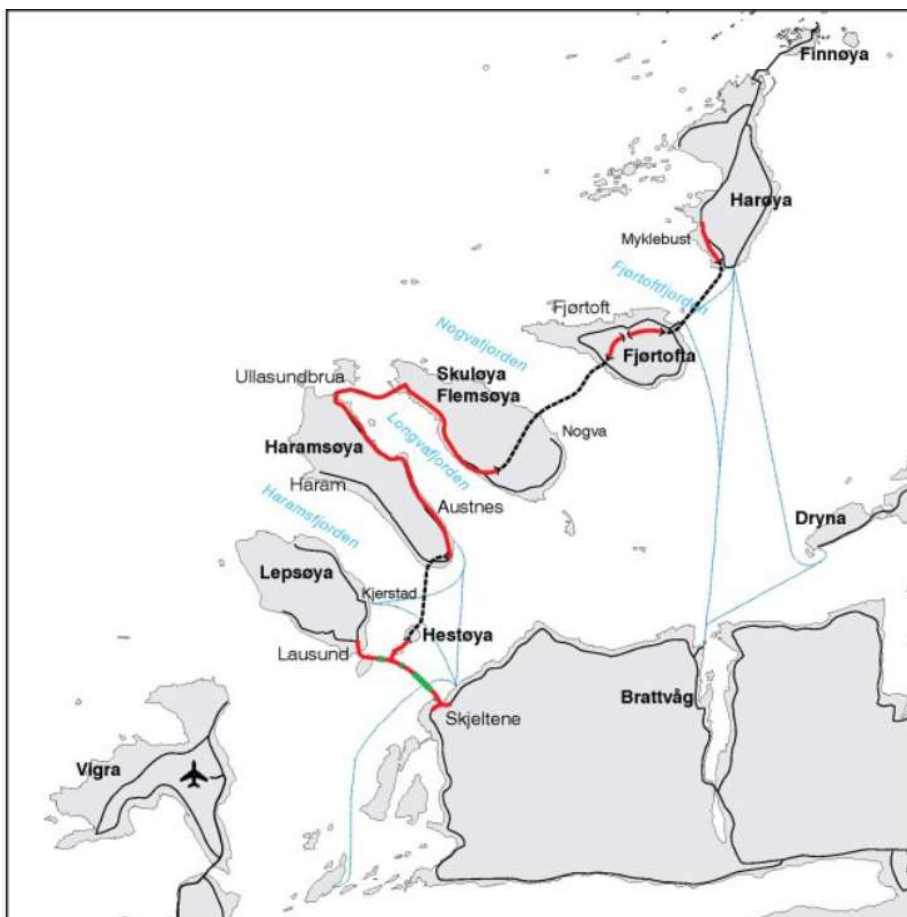 Finnøya
Harøya
Myklebust
Fjørtoftfjorden
Fjørtoft
Nogvafjorden
Fjørtofta
Ullasundbrua
Skuløya
Flemsøya
Longvafjorden
Nogva
Haramsøya
Haram
Austnes
Haramsfjorden
Dryna
Lepsøya
Kjerstad
Hestøya
Lausund
Brattvåg
Skjeltene
Vigra